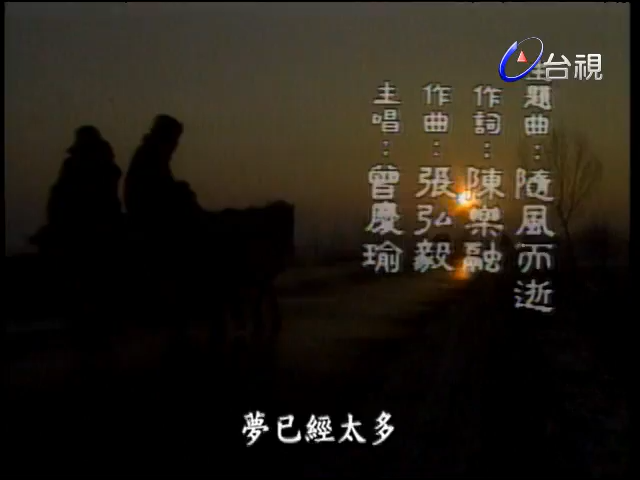 台視
主題曲：隨風而逝
作詞：陳樂融
作曲：張弘毅
主唱：曾慶瑜
夢已經太多